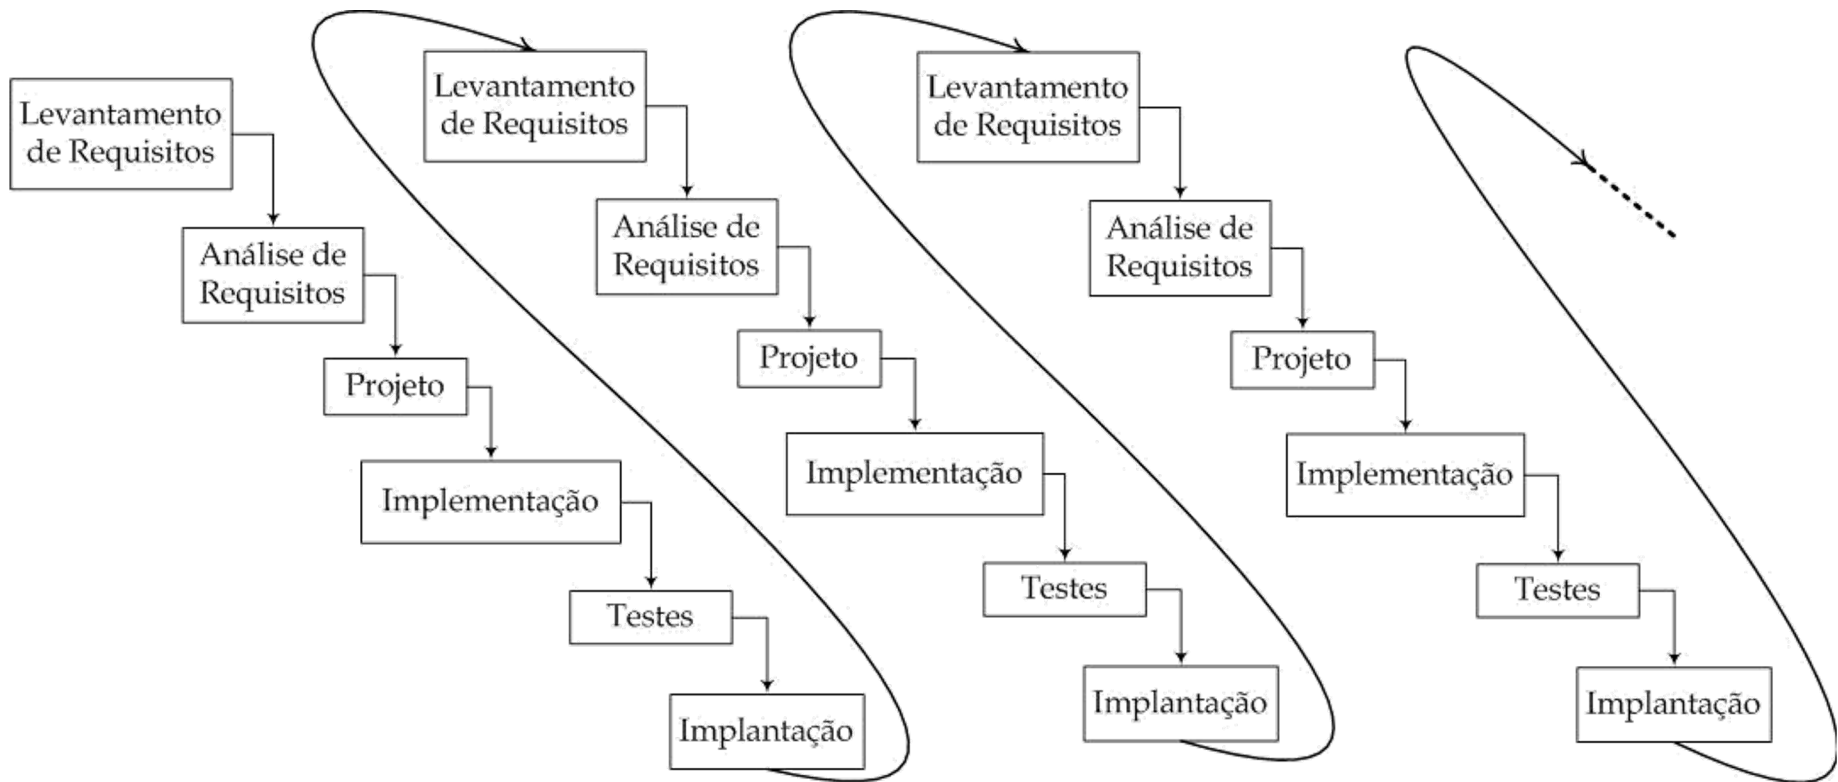 Levantamento
de Requisitos
Análise de
Requisitos
Projeto
Implementação
Testes
Implantação
Levantamento
de Requisitos
Análise de
Requisitos
Projeto
Implementação
Testes
Implantação
Levantamento
de Requisitos
Análise de
Requisitos
Projeto
Implementação
Testes
Implantação